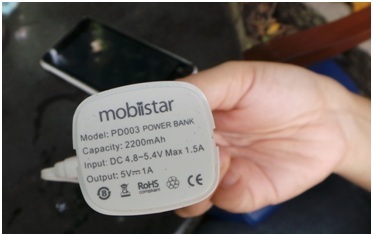 mobiistar
Model: PD003 POWER BANK
Capacity: 2200mAh
Input: DC 4.8~5.4V Max 1.5A
Output: 5V⎓1A
RoHS
compliant
CE